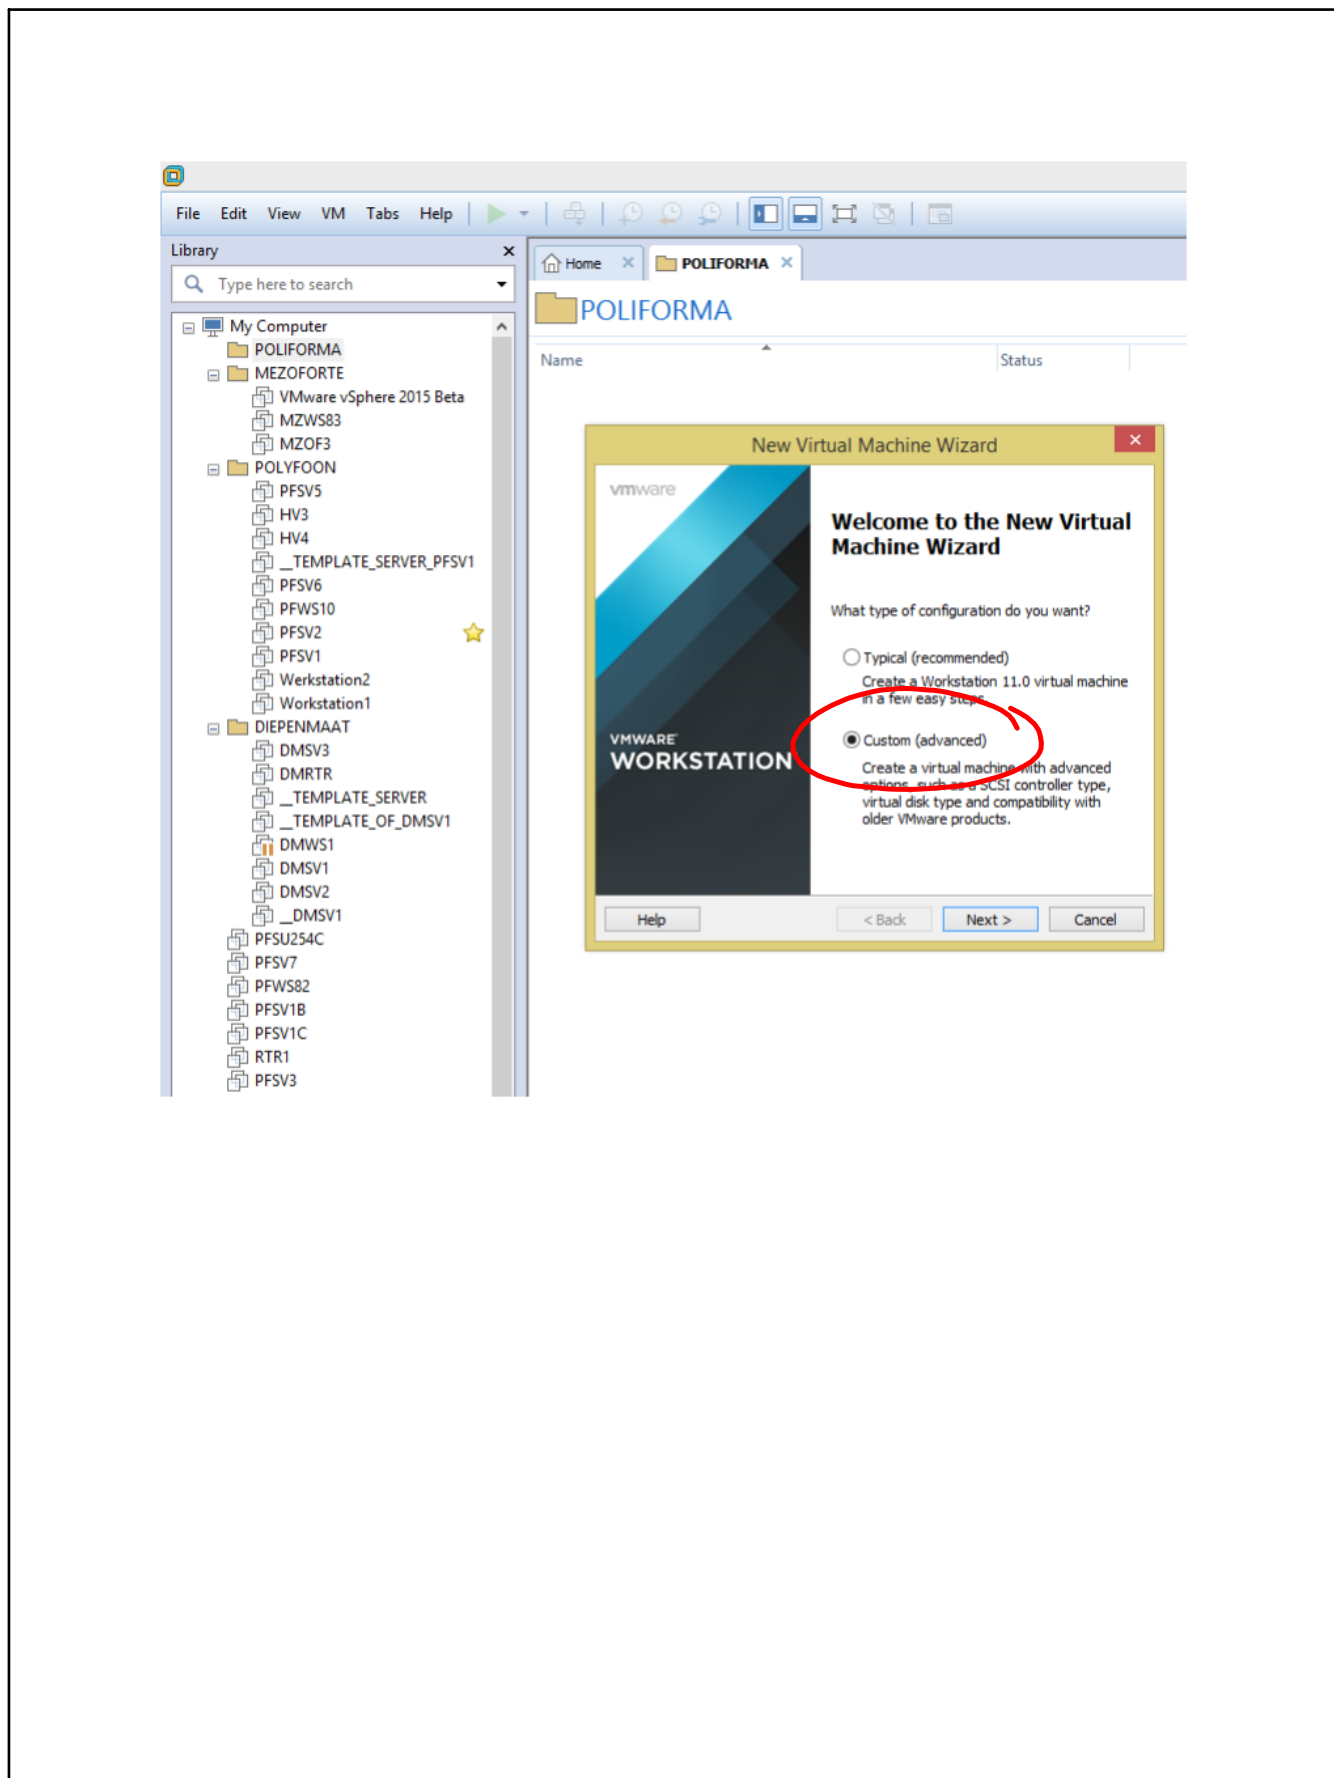 File Edit View VM Tabs Help
Library
Type here to search
My Computer
POLIFORMA
MEZOFORTE
VMware vSphere 2015 Beta
MZWS83
MZOF3
POLYFOON
PFSV5
HV3
HV4
__TEMPLATE_SERVER_PFSV1
PFSV6
PFWS10
PFSV2
PFSV1
Werkstation2
Workstation1
DIEPENMAAT
DMSV3
DMRTR
__TEMPLATE_SERVER
__TEMPLATE_OF_DMSV1
DMWS1
DMSV1
DMSV2
__DMSV1
PFSU254C
PFSV7
PFWS82
PFSV1B
PFSV1C
RTR1
PFSV3
Home POLIFORMA
POLIFORMA
Name Status
New Virtual Machine Wizard
vmware
VMWARE
WORKSTATION
Welcome to the New Virtual
Machine Wizard
What type of configuration do you want?
Typical (recommended)
Create a Workstation 11.0 virtual machine
in a few easy steps.
Custom (advanced)
Create a virtual machine with advanced
options, such as a SCSI controller type,
virtual disk type and compatibility with
older VMware products.
Help < Back Next > Cancel